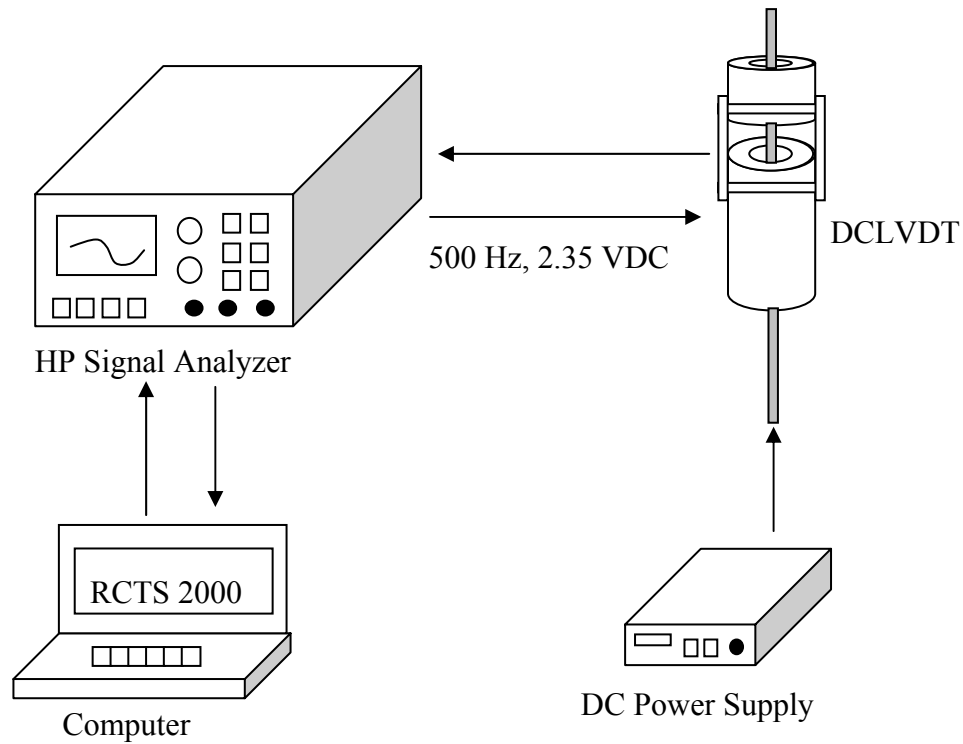 DCLVDT
500 Hz, 2.35 VDC
HP Signal Analyzer
RCTS 2000
DC Power Supply
Computer